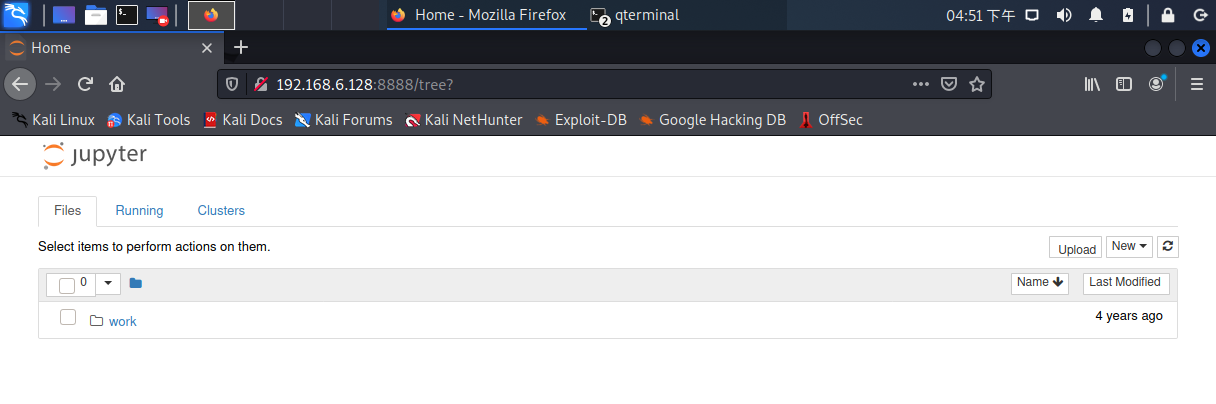 Home - Mozilla Firefox 2 qterminal 04:51 下午
Home
192.168.6.128:8888/tree?
Kali Linux Kali Tools Kali Docs Kali Forums Kali NetHunter Exploit-DB Google Hacking DB OffSec
jupyter
Files Running Clusters
Select items to perform actions on them. Upload New
0 Name Last Modified
work 4 years ago